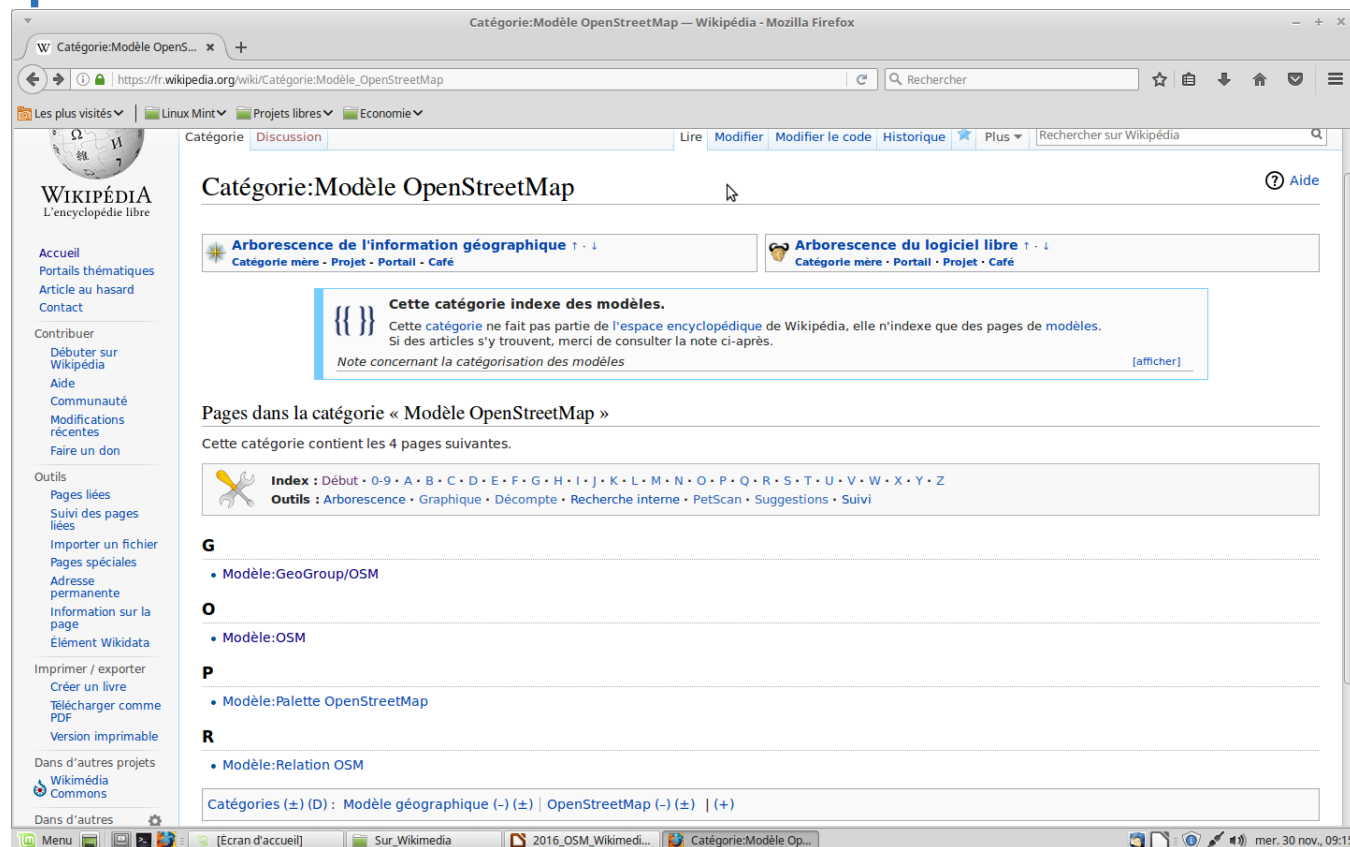 Catégorie:Modèle OpenStreetMap — Wikipédia - Mozilla Firefox
Catégorie:Modèle OpenS...
https://fr.wikipedia.org/wiki/Catégorie:Modèle_OpenStreetMap
Rechercher
Les plus visités
Linux Mint
Projets libres
Economie
Catégorie Discussion
Lire Modifier Modifier le code Historique Plus
Rechercher sur Wikipédia
WIKIPÉDIA
L'encyclopédie libre
Accueil
Portails thématiques
Article au hasard
Contact
Contribuer
Débuter sur
Wikipédia
Aide
Communauté
Modifications
récentes
Faire un don
Outils
Pages liées
Suivi des pages
liées
Importer un fichier
Pages spéciales
Adresse
permanente
Information sur la
page
Élément Wikidata
Imprimer / exporter
Créer un livre
Télécharger comme
PDF
Version imprimable
Dans d'autres projets
Wikimédia
Commons
Dans d'autres
Catégorie:Modèle OpenStreetMap
Aide
Arborescence de l'information géographique ↑ · ↓
Catégorie mère - Projet - Portail - Café
Arborescence du logiciel libre ↑ · ↓
Catégorie mère · Portail · Projet · Café
{{ }}
Cette catégorie indexe des modèles.
Cette catégorie ne fait pas partie de l'espace encyclopédique de Wikipédia, elle n'indexe que des pages de modèles.
Si des articles s'y trouvent, merci de consulter la note ci-après.
Note concernant la catégorisation des modèles [afficher]
Pages dans la catégorie « Modèle OpenStreetMap »
Cette catégorie contient les 4 pages suivantes.
Index : Début · 0-9 · A · B · C · D · E · F · G · H · I · J · K · L · M · N · O · P · Q · R · S · T · U · V · W · X · Y · Z
Outils : Arborescence · Graphique · Décompte · Recherche interne · PetScan · Suggestions · Suivi
G
• Modèle:GeoGroup/OSM
O
• Modèle:OSM
P
• Modèle:Palette OpenStreetMap
R
• Modèle:Relation OSM
Catégories (±) (D) : Modèle géographique (–) (±) | OpenStreetMap (–) (±) | (+)
Menu
[Écran d'accueil]
Sur_Wikimedia
2016_OSM_Wikimedi...
Catégorie:Modèle Op...
mer. 30 nov., 09:15